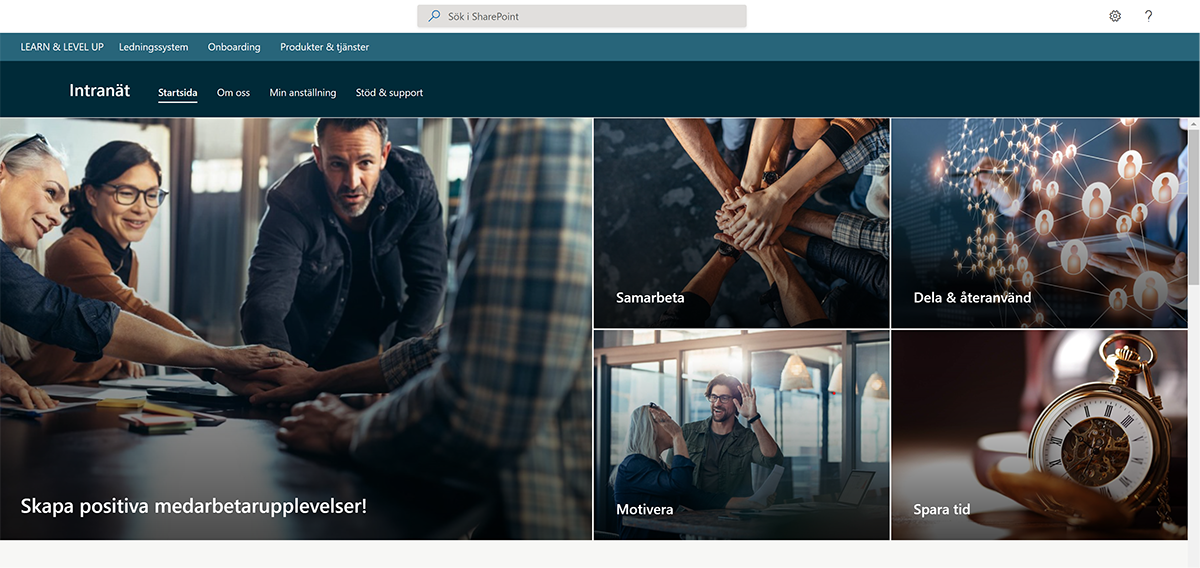 Sök i SharePoint
LEARN & LEVEL UP Ledningssystem Onboarding Produkter & tjänster
Intranät Startsida Om oss Min anställning Stöd & support
Samarbeta
Dela & återanvänd
Skapa positiva medarbetarupplevelser!
Motivera
Spara tid